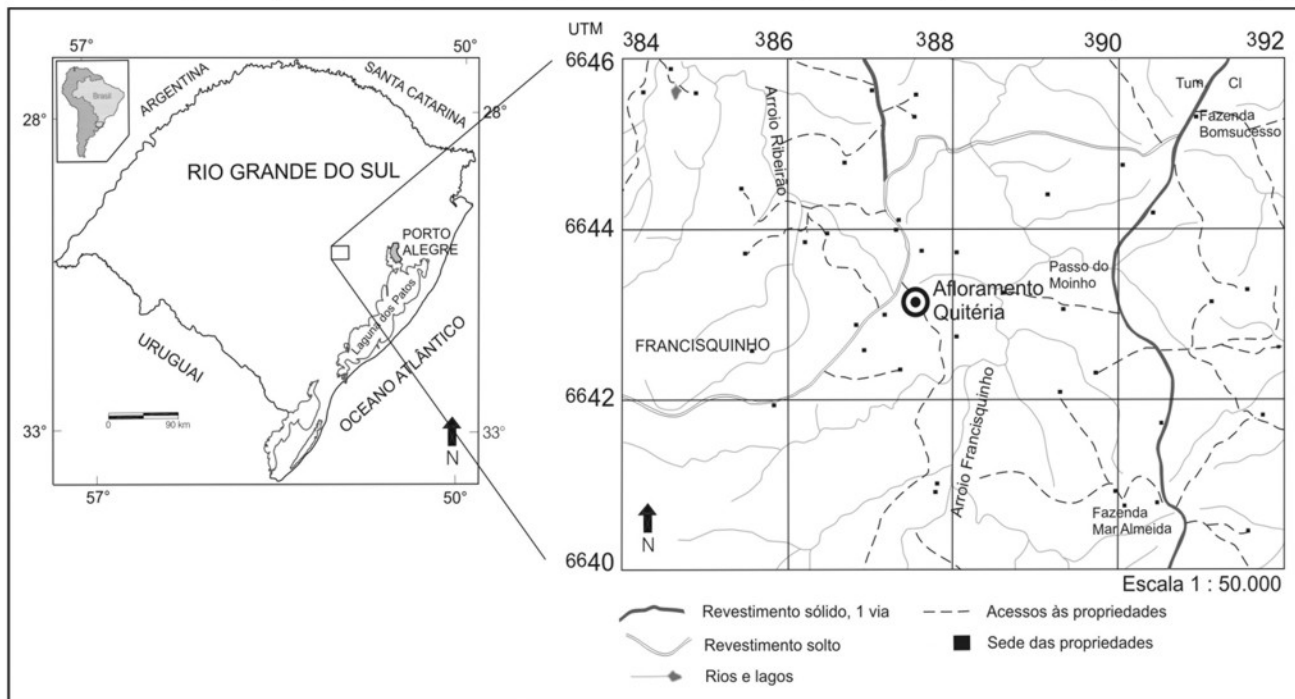 57°
50°
Brasil
ARGENTINA
SANTA CATARINA
28°
28°
RIO GRANDE DO SUL
PORTO
ALEGRE
Laguna dos Patos
URUGUAI
OCEANO ATLÂNTICO
33°
33°
0 90 km
N
57°
50°
UTM
384 386 388 390 392
6646
6644
6642
6640
Arroio Ribeirão
Tum Cl
Fazenda
Bomsucesso
Passo do
Moinho
Afloramento
Quitéria
FRANCISQUINHO
Arroio Francisquinho
Fazenda
Mar Almeida
N
Escala 1 : 50.000
Revestimento sólido, 1 via
Revestimento solto
Rios e lagos
Acessos às propriedades
Sede das propriedades